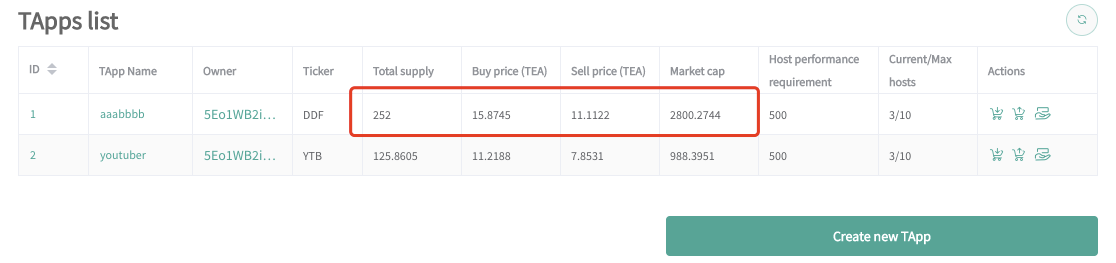 TApps list
ID TApp Name Owner Ticker Total supply Buy price (TEA) Sell price (TEA) Market cap Host performance requirement Current/Max hosts Actions
1 aaabbbb 5Eo1WB2i... DDF 252 15.8745 11.1122 2800.2744 500 3/10
2 youtuber 5Eo1WB2i... YTB 125.8605 11.2188 7.8531 988.3951 500 3/10
Create new TApp